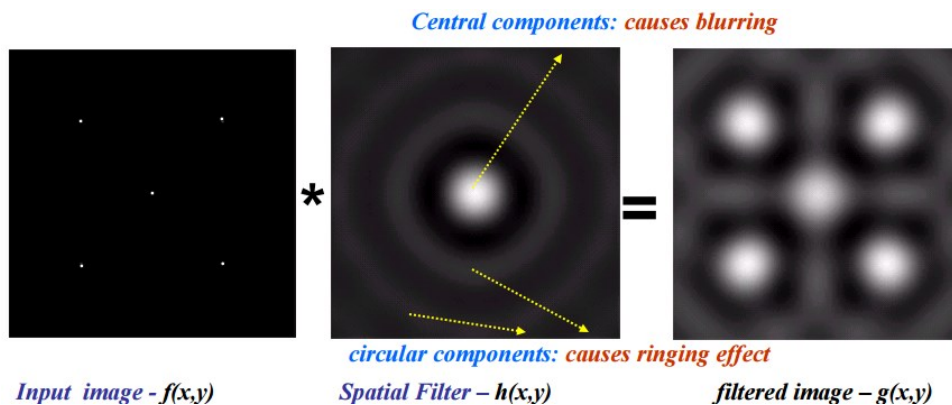 Central components: causes blurring
*
=
circular components: causes ringing effect
Input image - f(x,y)
Spatial Filter – h(x,y)
filtered image – g(x,y)